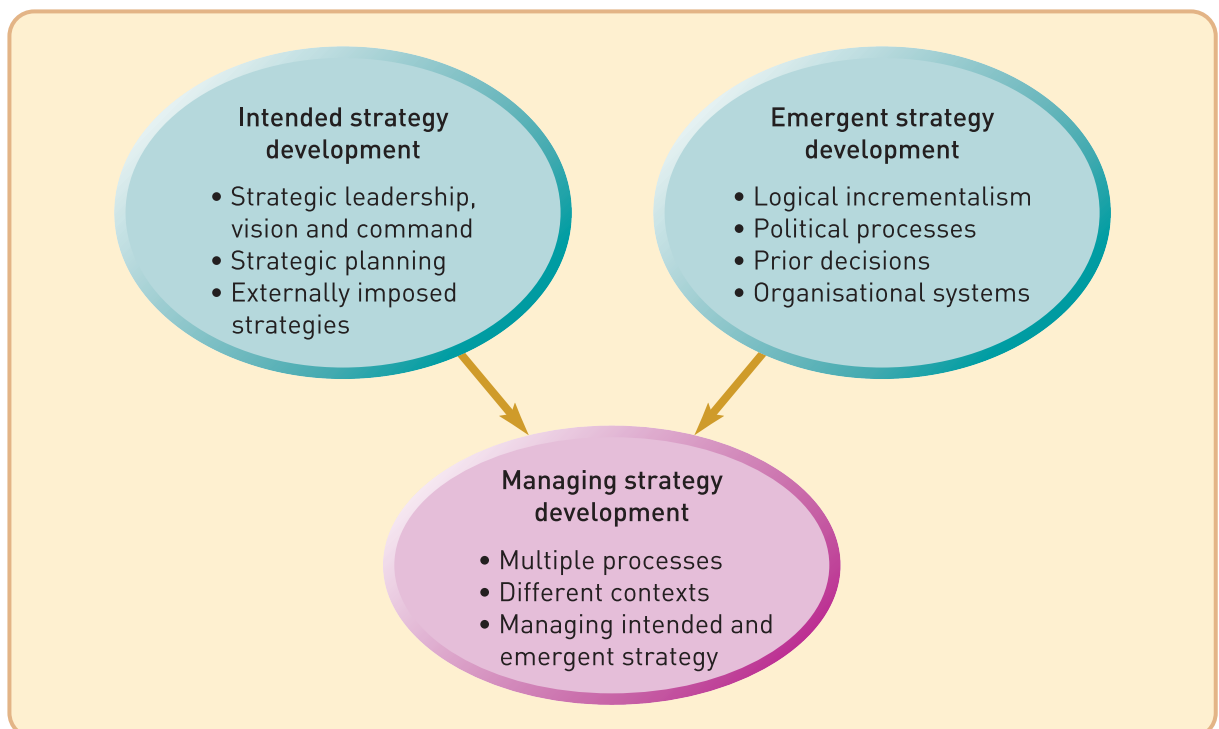 Intended strategy
development
• Strategic leadership,
vision and command
• Strategic planning
• Externally imposed
strategies
Emergent strategy
development
• Logical incrementalism
• Political processes
• Prior decisions
• Organisational systems
Managing strategy
development
• Multiple processes
• Different contexts
• Managing intended and
emergent strategy